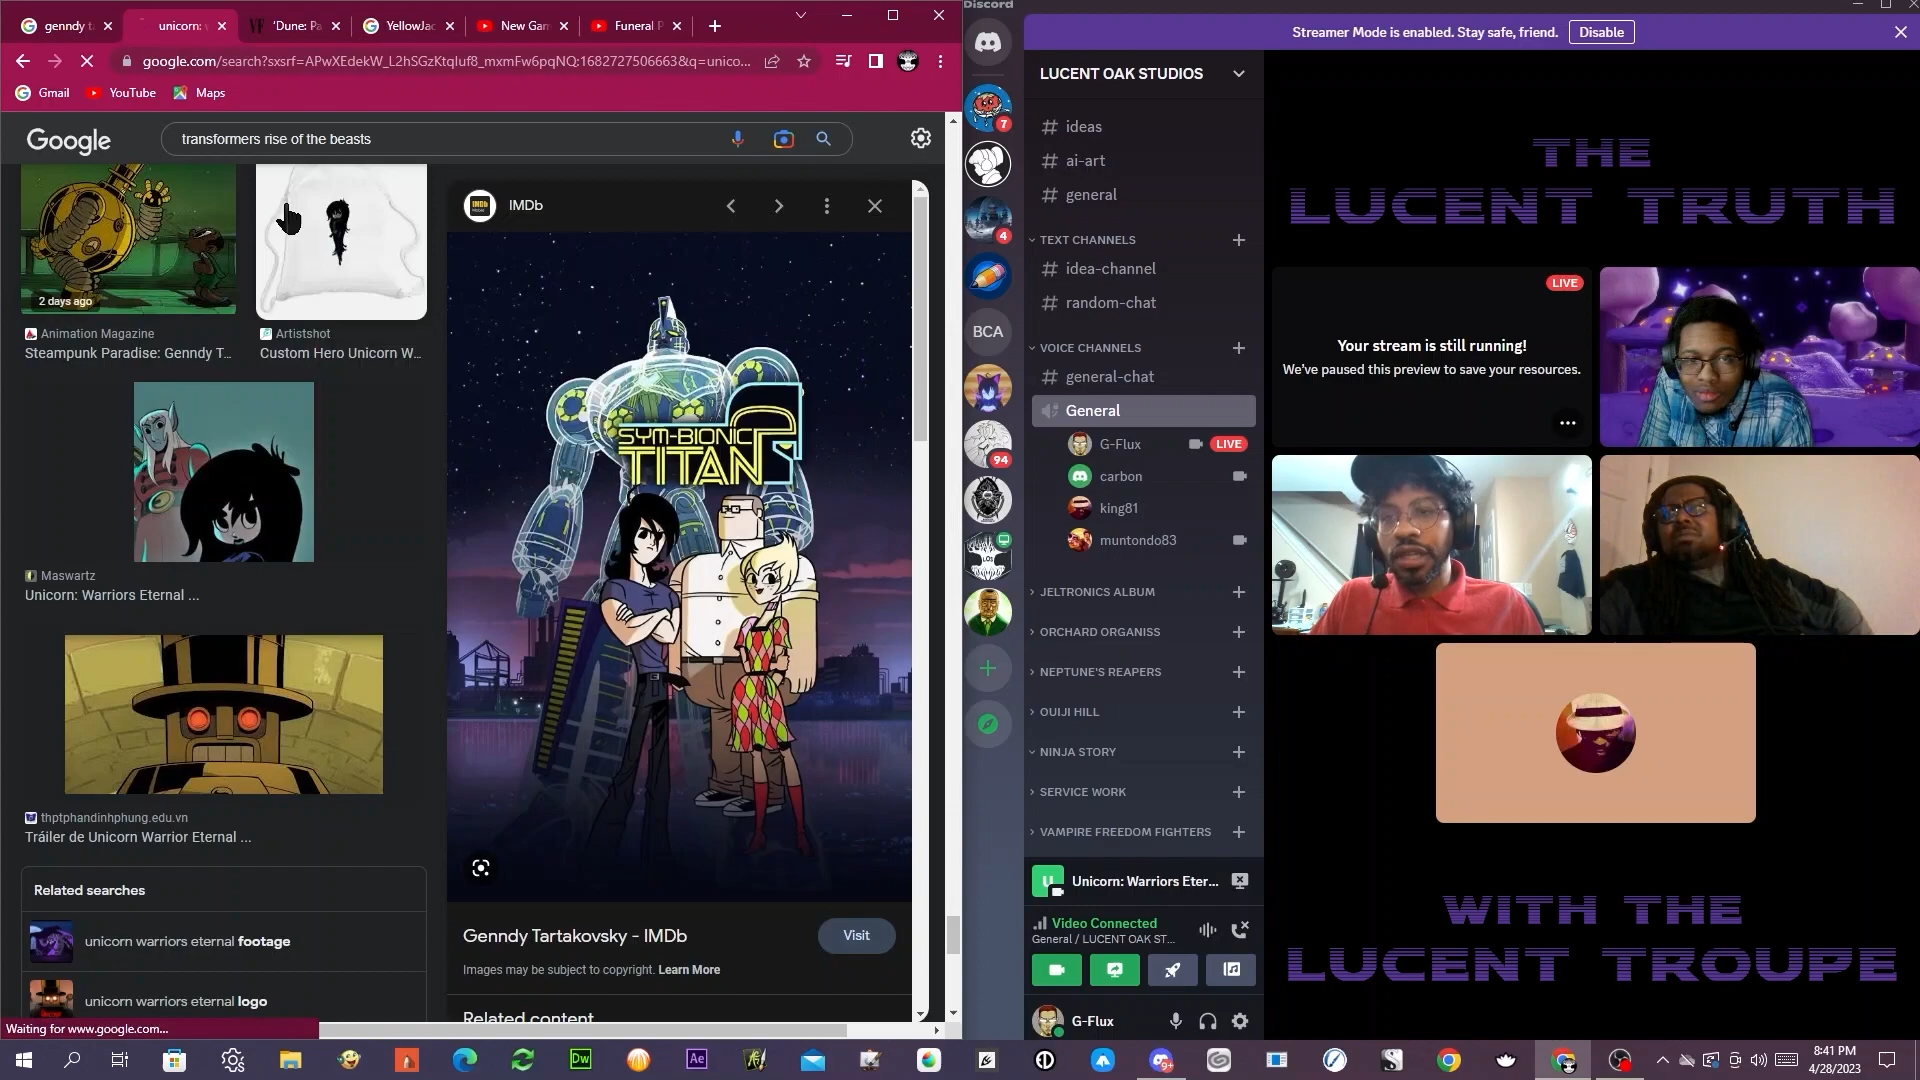 genndy t
unicorn: 
'Dune: Pa
YellowJac
New Gam
Funeral P
google.com/search?sxsrf=APwXEdekW_L2hSGzKtqIuf8_mxmFw6pqNQ:1682727506663&q=unico...
Gmail
YouTube
Maps
Google
transformers rise of the beasts
2 days ago
Animation Magazine
Steampunk Paradise: Genndy T...
Artistshot
Custom Hero Unicorn W...
Maswartz
Unicorn: Warriors Eternal ...
thptphandinhphung.edu.vn
Tráiler de Unicorn Warrior Eternal ...
Related searches
unicorn warriors eternal footage
unicorn warriors eternal logo
Waiting for www.google.com...
IMDb
SYM-BIONIC
TITAN
Genndy Tartakovsky - IMDb
Visit
Images may be subject to copyright. Learn More
Related content
Discord
7
4
BCA
94
Streamer Mode is enabled. Stay safe, friend.
Disable
LUCENT OAK STUDIOS
# ideas
# ai-art
# general
TEXT CHANNELS
# idea-channel
# random-chat
VOICE CHANNELS
# general-chat
General
G-Flux
LIVE
carbon
king81
muntondo83
JELTRONICS ALBUM
ORCHARD ORGANISS
NEPTUNE'S REAPERS
OUIJI HILL
NINJA STORY
SERVICE WORK
VAMPIRE FREEDOM FIGHTERS
Unicorn: Warriors Eter...
Video Connected
General / LUCENT OAK ST...
G-Flux
THE
LUCENT TRUTH
LIVE
Your stream is still running!
We've paused this preview to save your resources.
WITH THE
LUCENT TROUPE
Dw
Ae
9+
8:41 PM
4/28/2023